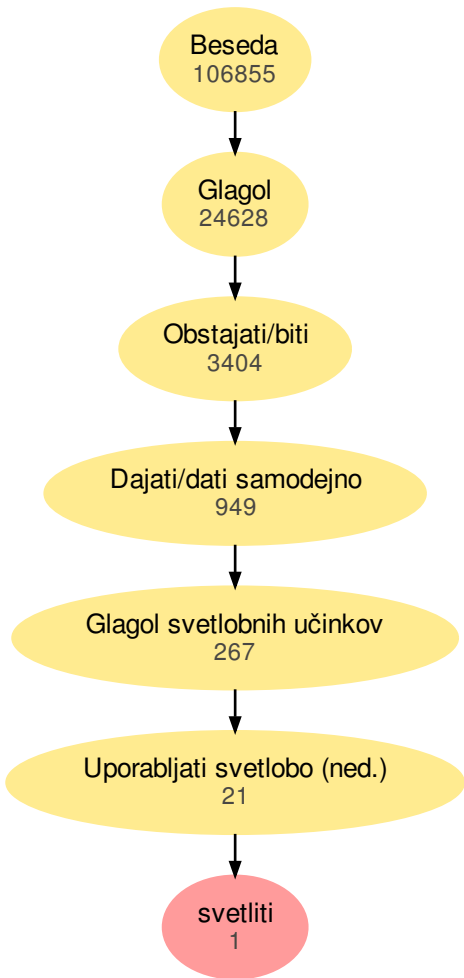 Beseda
106855
Glagol
24628
Obstajati/biti
3404
Dajati/dati samodejno
949
Glagol svetlobnih učinkov
267
Uporabljati svetlobo (ned.)
21
svetliti
1